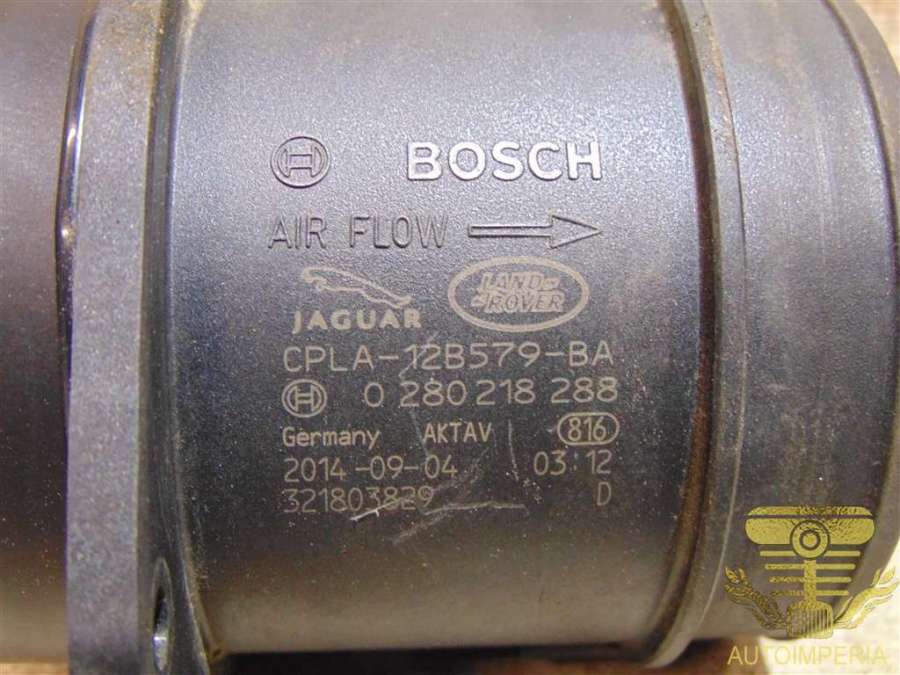 BOSCH
AIR FLOW
JAGUAR
LAND
ROVER
CPLA-12B579-BA
0 280 218 288
Germany AKTAV 816
2014-09-04 03:12
321803829 D
AUTOIMPERIA